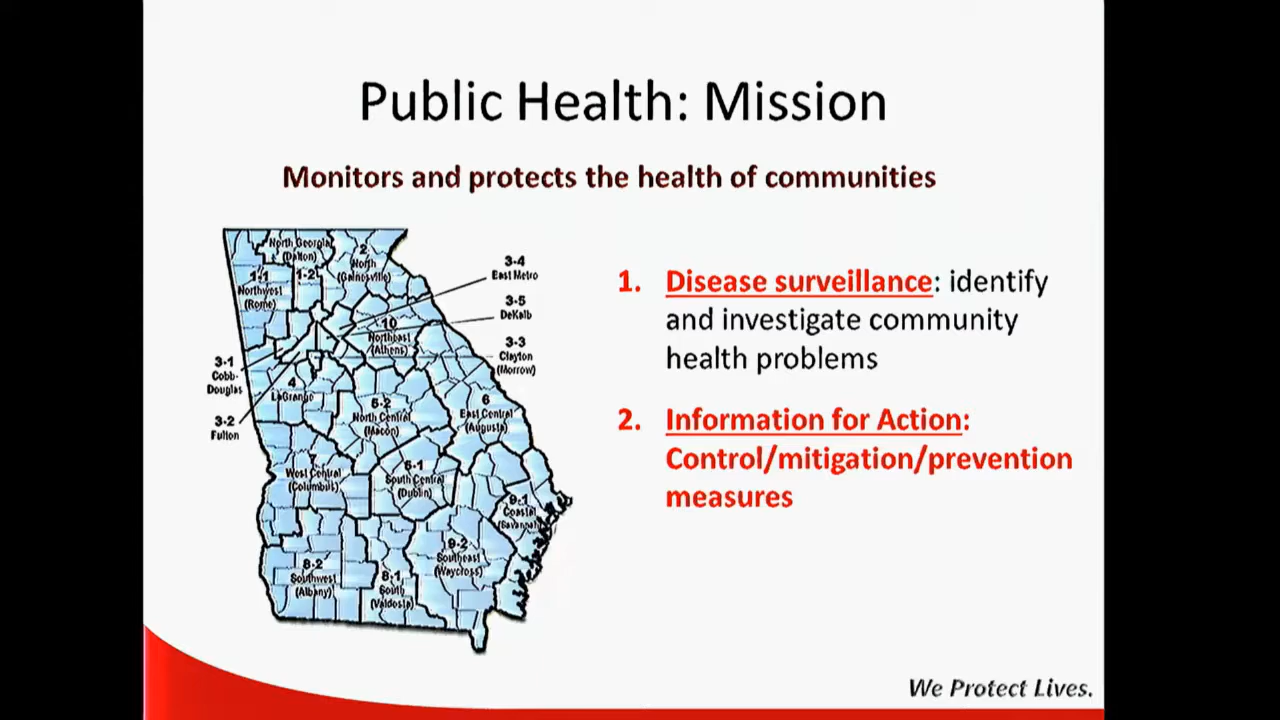 Public Health: Mission
Monitors and protects the health of communities
North Georgia
(Dalton)
1-1
Northwest
(Rome)
1-2
2
North
(Gainesville)
3-4
East Metro
3-5
DeKalb
3-3
Clayton
(Morrow)
10
Northeast
(Athens)
3-1
Cobb-
Douglas
3-2
Fulton
4
LaGrange
5-2
North Central
(Macon)
6
East Central
(Augusta)
7
West Central
(Columbus)
5-1
South Central
(Dublin)
9-1
Coastal
(Savannah)
9-2
Southeast
(Waycross)
8-2
Southwest
(Albany)
8-1
South
(Valdosta)
1. Disease surveillance: identify
and investigate community
health problems
2. Information for Action:
Control/mitigation/prevention
measures
We Protect Lives.